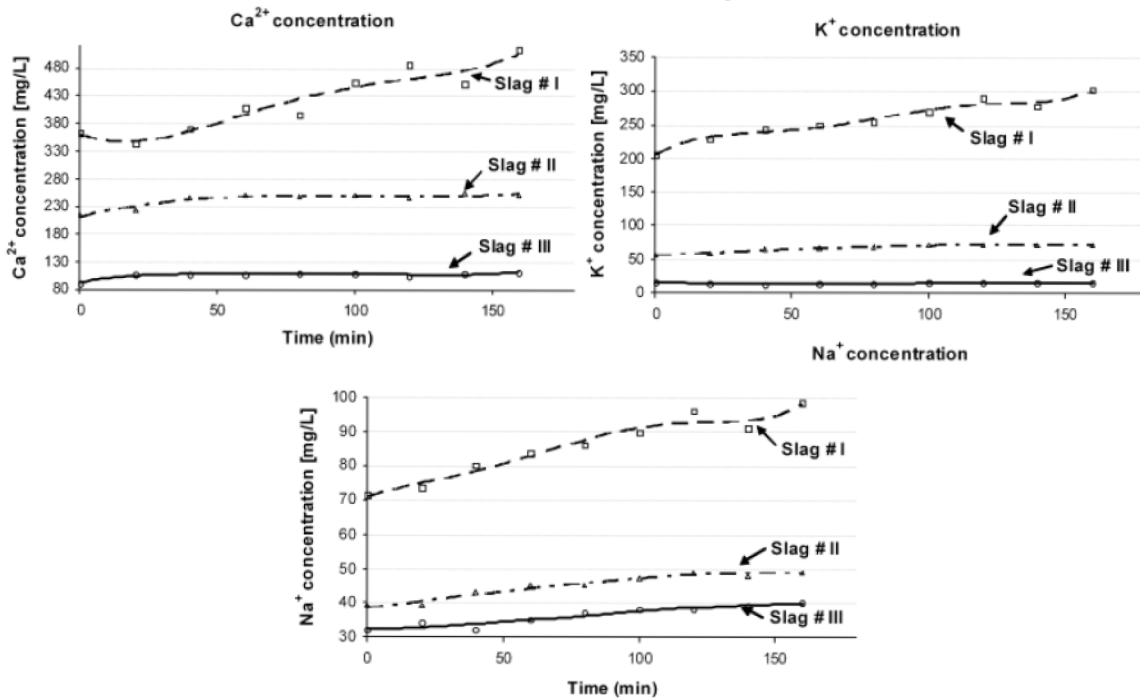 Ca²⁺ concentration
Ca²⁺ concentration [mg/L]
480
430
380
330
280
230
180
130
80
Slag # I
Slag # II
Slag # III
0
50
100
150
Time (min)
K⁺ concentration
K⁺ concentration [mg/L]
350
300
250
200
150
100
50
0
Slag # I
Slag # II
Slag # III
0
50
100
150
Time (min)
Na⁺ concentration
Na⁺ concentration [mg/L]
100
90
80
70
60
50
40
30
Slag # I
Slag # II
Slag # III
0
50
100
150
Time (min)